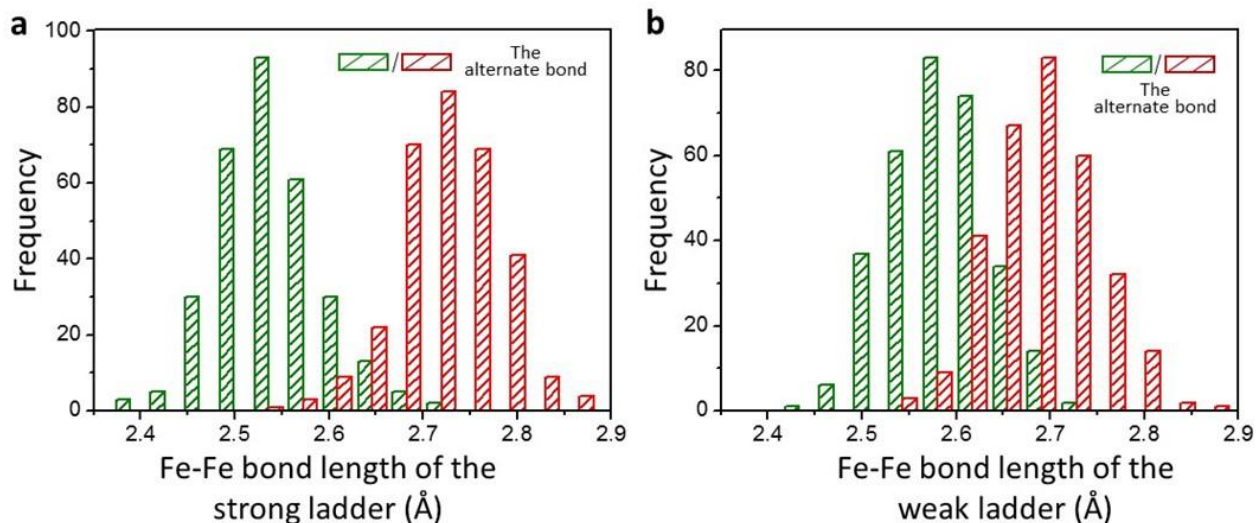 a
100
80
60
40
20
0
Frequency
/ The
alternate bond
2.4 2.5 2.6 2.7 2.8 2.9
Fe-Fe bond length of the
strong ladder (Å)
b
80
60
40
20
0
Frequency
/
The
alternate bond
2.4 2.5 2.6 2.7 2.8 2.9
Fe-Fe bond length of the
weak ladder (Å)